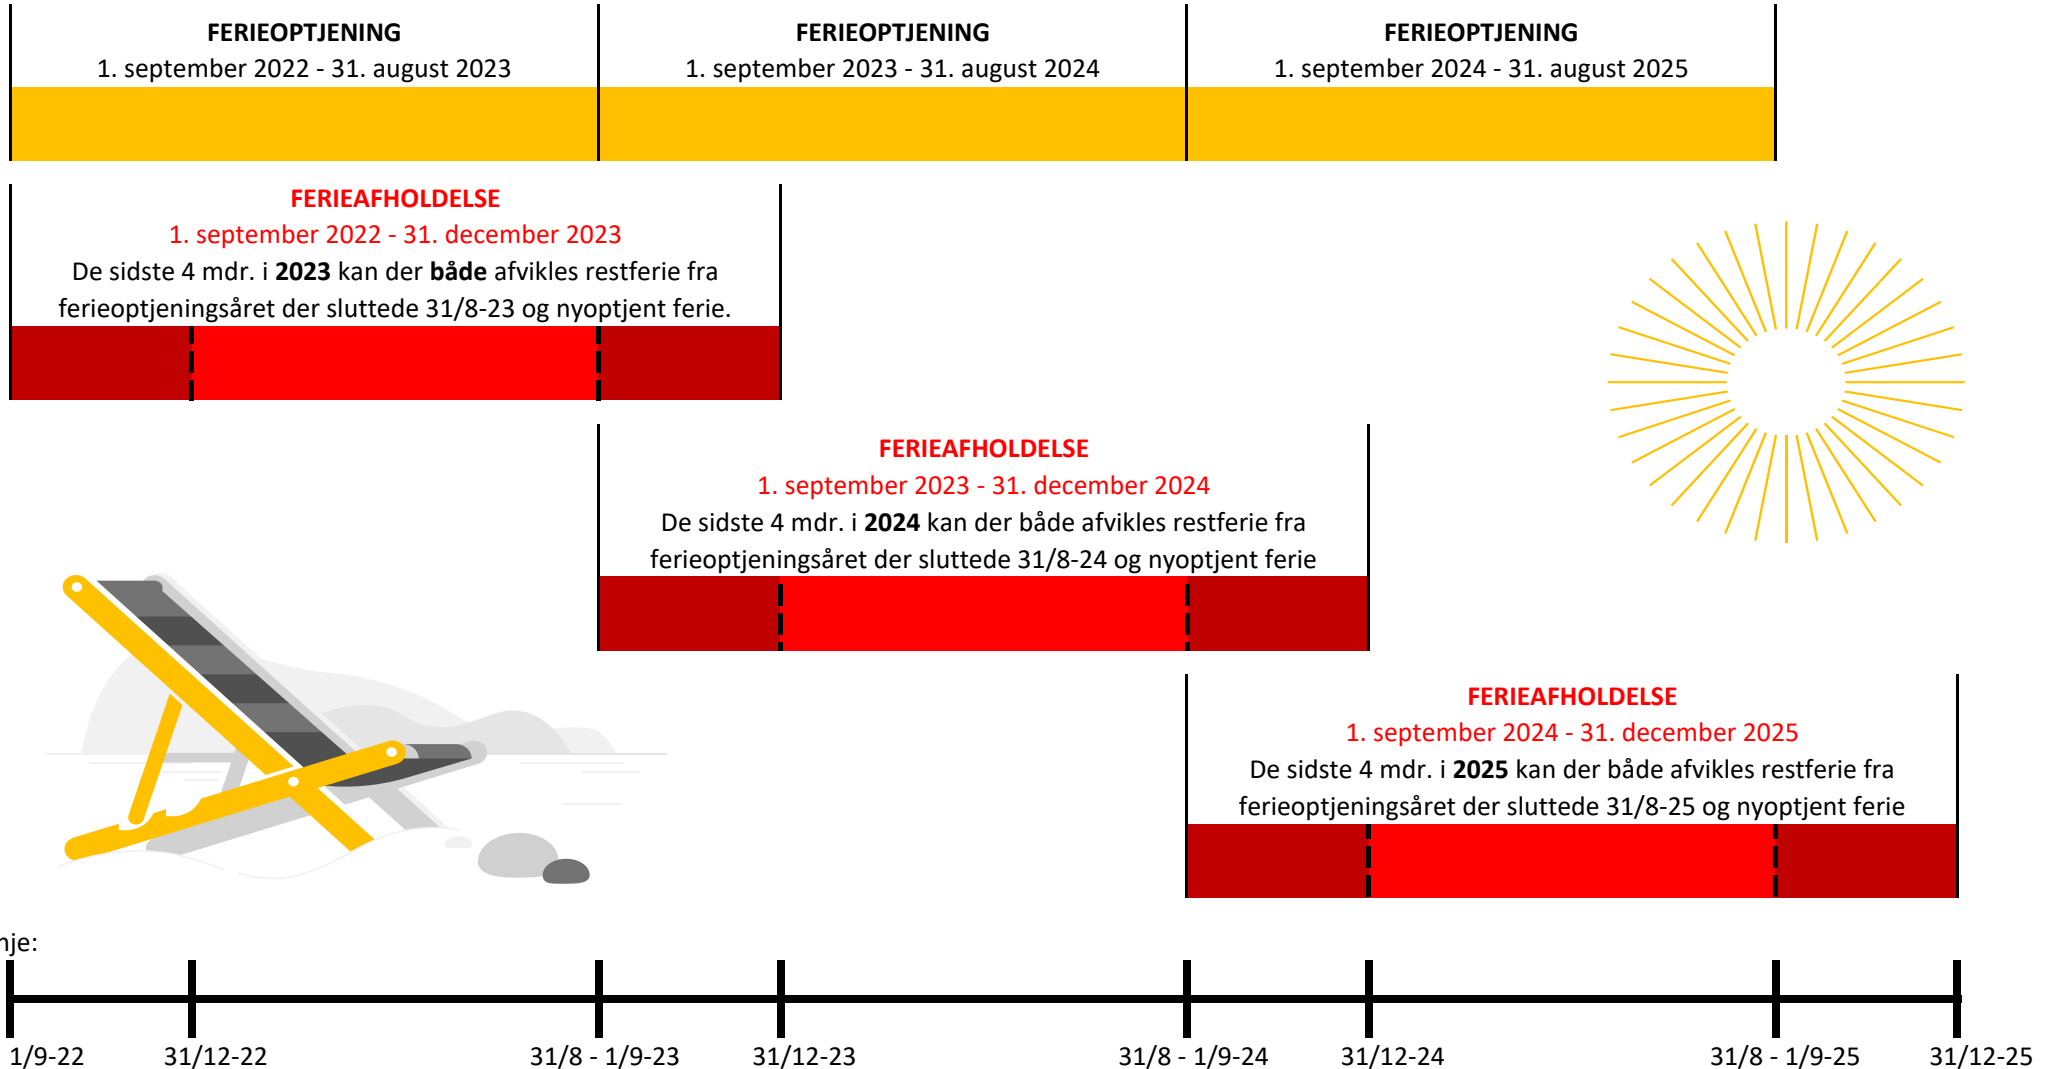 FERIEOPTJENING
1. september 2022 - 31. august 2023
FERIEOPTJENING
1. september 2023 - 31. august 2024
FERIEOPTJENING
1. september 2024 - 31. august 2025
FERIEAFHOLDELSE
1. september 2022 - 31. december 2023
De sidste 4 mdr. i 2023 kan der både afvikles restferie fra
ferieoptjeningsåret der sluttede 31/8-23 og nyoptjent ferie.
FERIEAFHOLDELSE
1. september 2023 - 31. december 2024
De sidste 4 mdr. i 2024 kan der både afvikles restferie fra
ferieoptjeningsåret der sluttede 31/8-24 og nyoptjent ferie
FERIEAFHOLDELSE
1. september 2024 - 31. december 2025
De sidste 4 mdr. i 2025 kan der både afvikles restferie fra
ferieoptjeningsåret der sluttede 31/8-25 og nyoptjent ferie
1/9-22
31/12-22
31/8 - 1/9-23
31/12-23
31/8 - 1/9-24
31/12-24
31/8 - 1/9-25
31/12-25